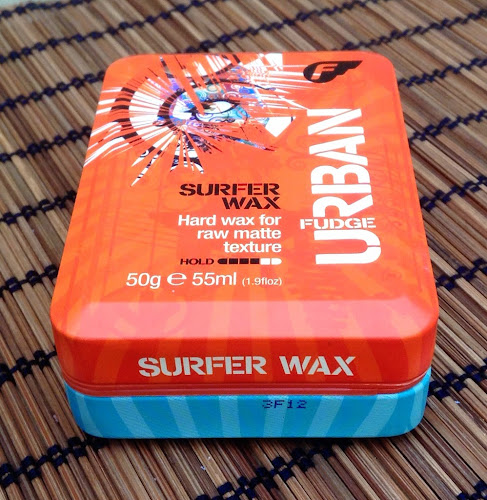 F
URBAN
FUDGE
SURFER
WAX
Hard wax for
raw matte
texture
HOLD
50g ℮ 55ml (1.9floz)
SURFER WAX
3F12